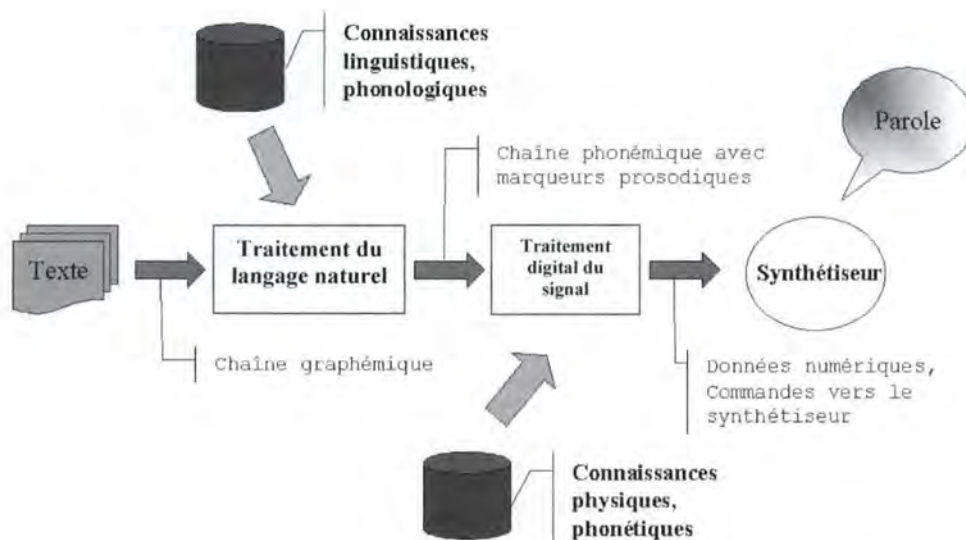 Connaissances
linguistiques,
phonologiques
Parole
Chaîne phonémique avec
marqueurs prosodiques
Texte
Traitement du
langage naturel
Traitement
digital du
signal
Synthétiseur
Chaîne graphémique
Données numériques,
Commandes vers le
synthétiseur
Connaissances
physiques,
phonétiques